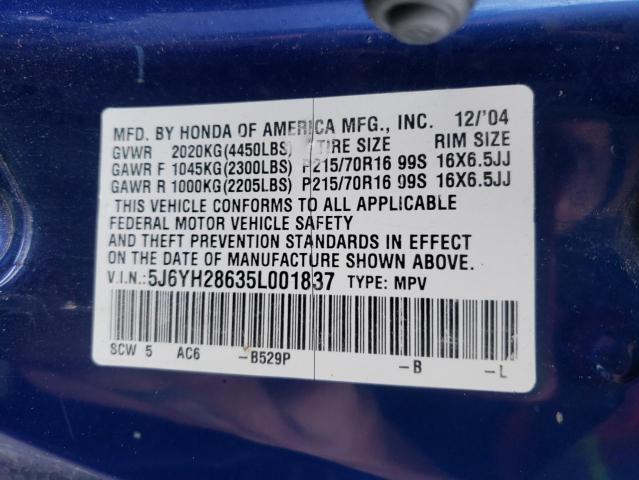 MFD. BY HONDA OF AMERICA MFG., INC. 12/'04
GVWR 2020KG(4450LBS) TIRE SIZE RIM SIZE
GAWR F 1045KG(2300LBS) P215/70R16 99S 16X6.5JJ
GAWR R 1000KG(2205LBS) P215/70R16 99S 16X6.5JJ
THIS VEHICLE CONFORMS TO ALL APPLICABLE
FEDERAL MOTOR VEHICLE SAFETY
AND THEFT PREVENTION STANDARDS IN EFFECT
ON THE DATE OF MANUFACTURE SHOWN ABOVE.
V.I.N.:5J6YH28635L001837 TYPE: MPV
SCW 5 AC6 -B529P -B -L